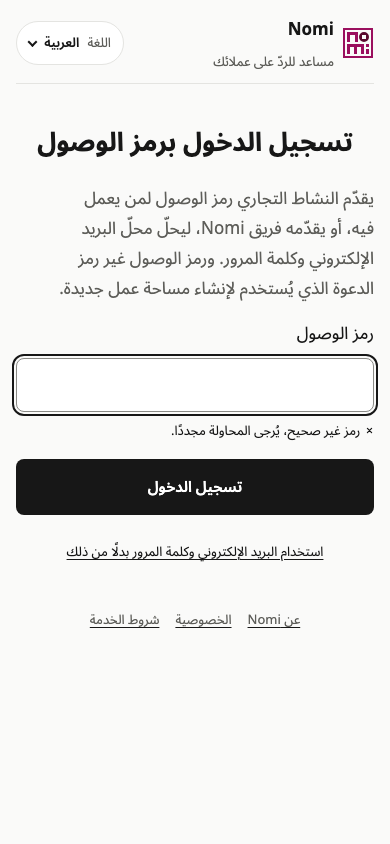 Nomi
مساعد للردّ على عملائك
اللغة العربية
تسجيل الدخول برمز الوصول
يقدّم النشاط التجاري رمز الوصول لمن يعمل
فيه، أو يقدّمه فريق Nomi، ليحلّ محلّ البريد
الإلكتروني وكلمة المرور. ورمز الوصول غير رمز
الدعوة الذي يُستخدم لإنشاء مساحة عمل جديدة.
رمز الوصول
× رمز غير صحيح، يُرجى المحاولة مجددًا.
تسجيل الدخول
استخدام البريد الإلكتروني وكلمة المرور بدلًا من ذلك
عن Nomi الخصوصية شروط الخدمة